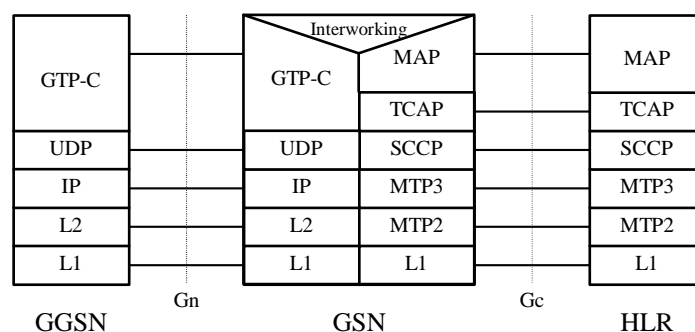 Interworking
GTP-C GTP-C MAP MAP
TCAP TCAP
UDP UDP SCCP SCCP
IP IP MTP3 MTP3
L2 L2 MTP2 MTP2
L1 L1 L1 L1
Gn Gc
GGSN GSN HLR